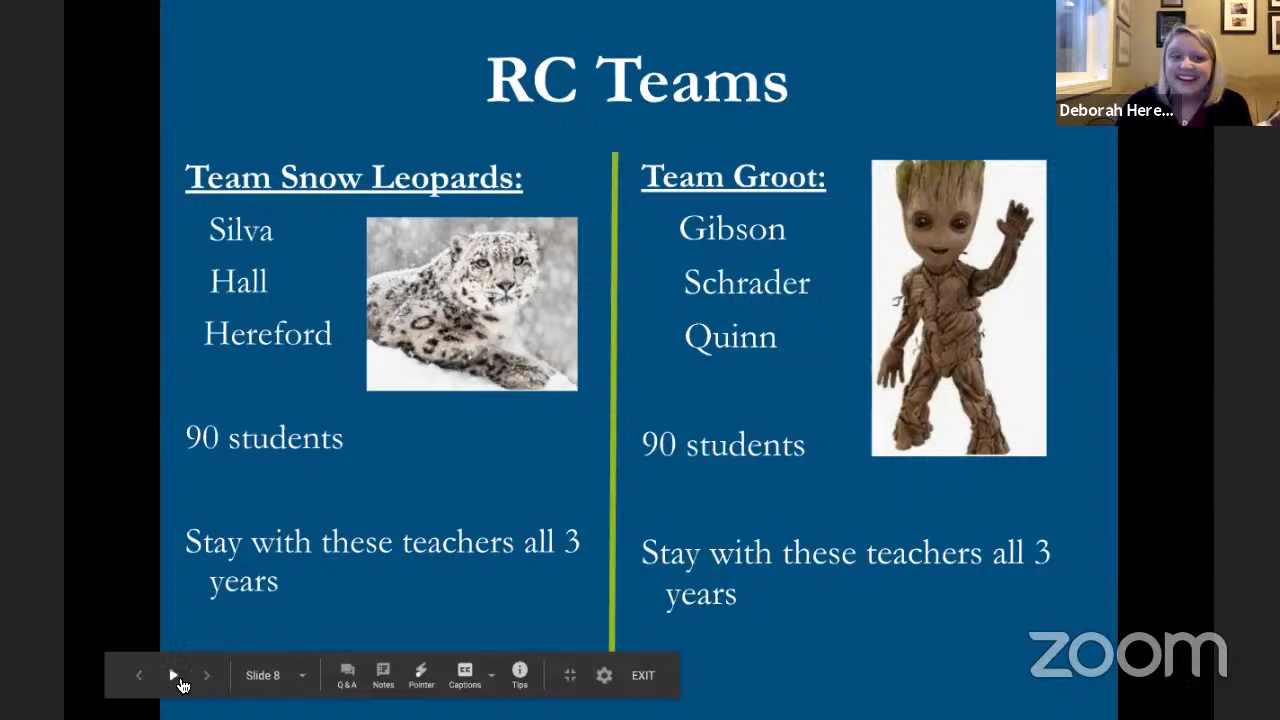 RC Teams
Deborah Here...
Team Snow Leopards:
Silva
Hall
Hereford
90 students
Stay with these teachers all 3
years
Team Groot:
Gibson
Schrader
Quinn
90 students
Stay with these teachers all 3
years
zoom
Slide 8
Q & A
Notes
Pointer
CC
Captions
Tips
EXIT